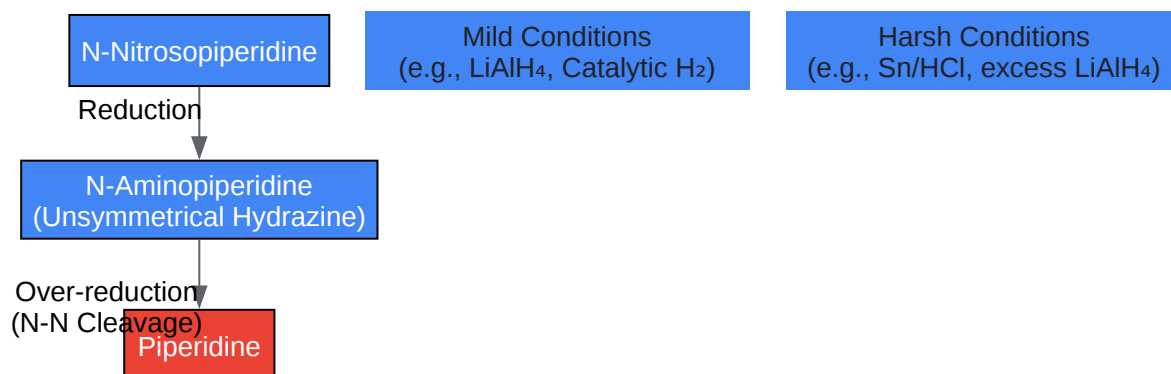 N-Nitrosopiperidine
Mild Conditions
(e.g., LiAlH₄, Catalytic H₂)
Harsh Conditions
(e.g., Sn/HCl, excess LiAlH₄)
Reduction
N-Aminopiperidine
(Unsymmetrical Hydrazine)
Over-reduction
(N-N Cleavage)
Piperidine